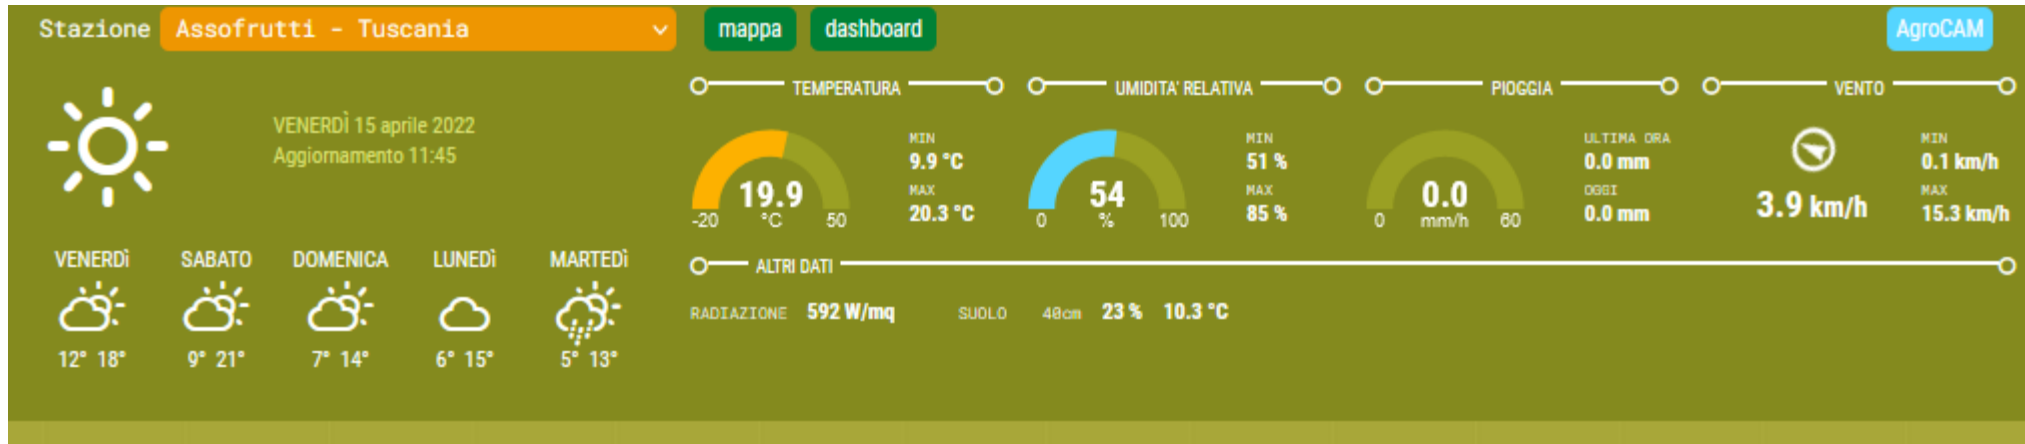 Stazione Assofrutti - Tuscania mappa dashboard AgroCAM
VENERDÌ 15 aprile 2022
Aggiornamento 11:45
TEMPERATURA
19.9
°C
-20 50
MIN
9.9 °C
MAX
20.3 °C
UMIDITA' RELATIVA
54
%
0 100
MIN
51 %
MAX
85 %
PIOGGIA
0.0
mm/h
0 60
ULTIMA ORA
0.0 mm
OGGI
0.0 mm
VENTO
3.9 km/h
MIN
0.1 km/h
MAX
15.3 km/h
VENERDì SABATO DOMENICA LUNEDì MARTEDì
12° 18° 9° 21° 7° 14° 6° 15° 5° 13°
ALTRI DATI
RADIAZIONE 592 W/mq SUOLO 40cm 23 % 10.3 °C